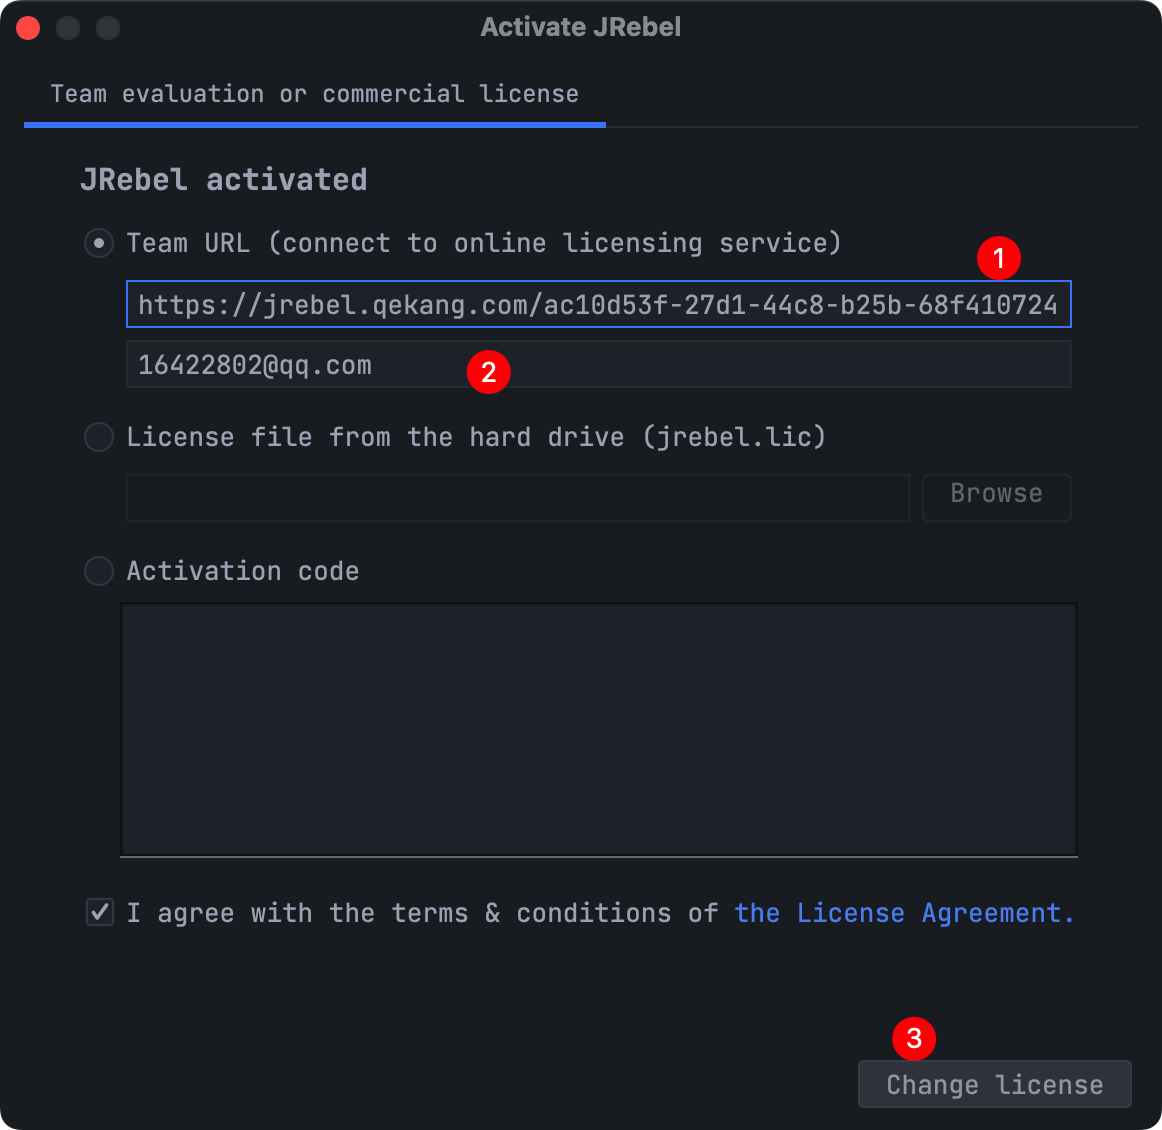 Activate JRebel
Team evaluation or commercial license
JRebel activated
Team URL (connect to online licensing service)
1
https://jrebel.qekang.com/ac10d53f-27d1-44c8-b25b-68f410724
16422802@qq.com
2
License file from the hard drive (jrebel.lic)
Browse
Activation code
I agree with the terms & conditions of the License Agreement.
3
Change license